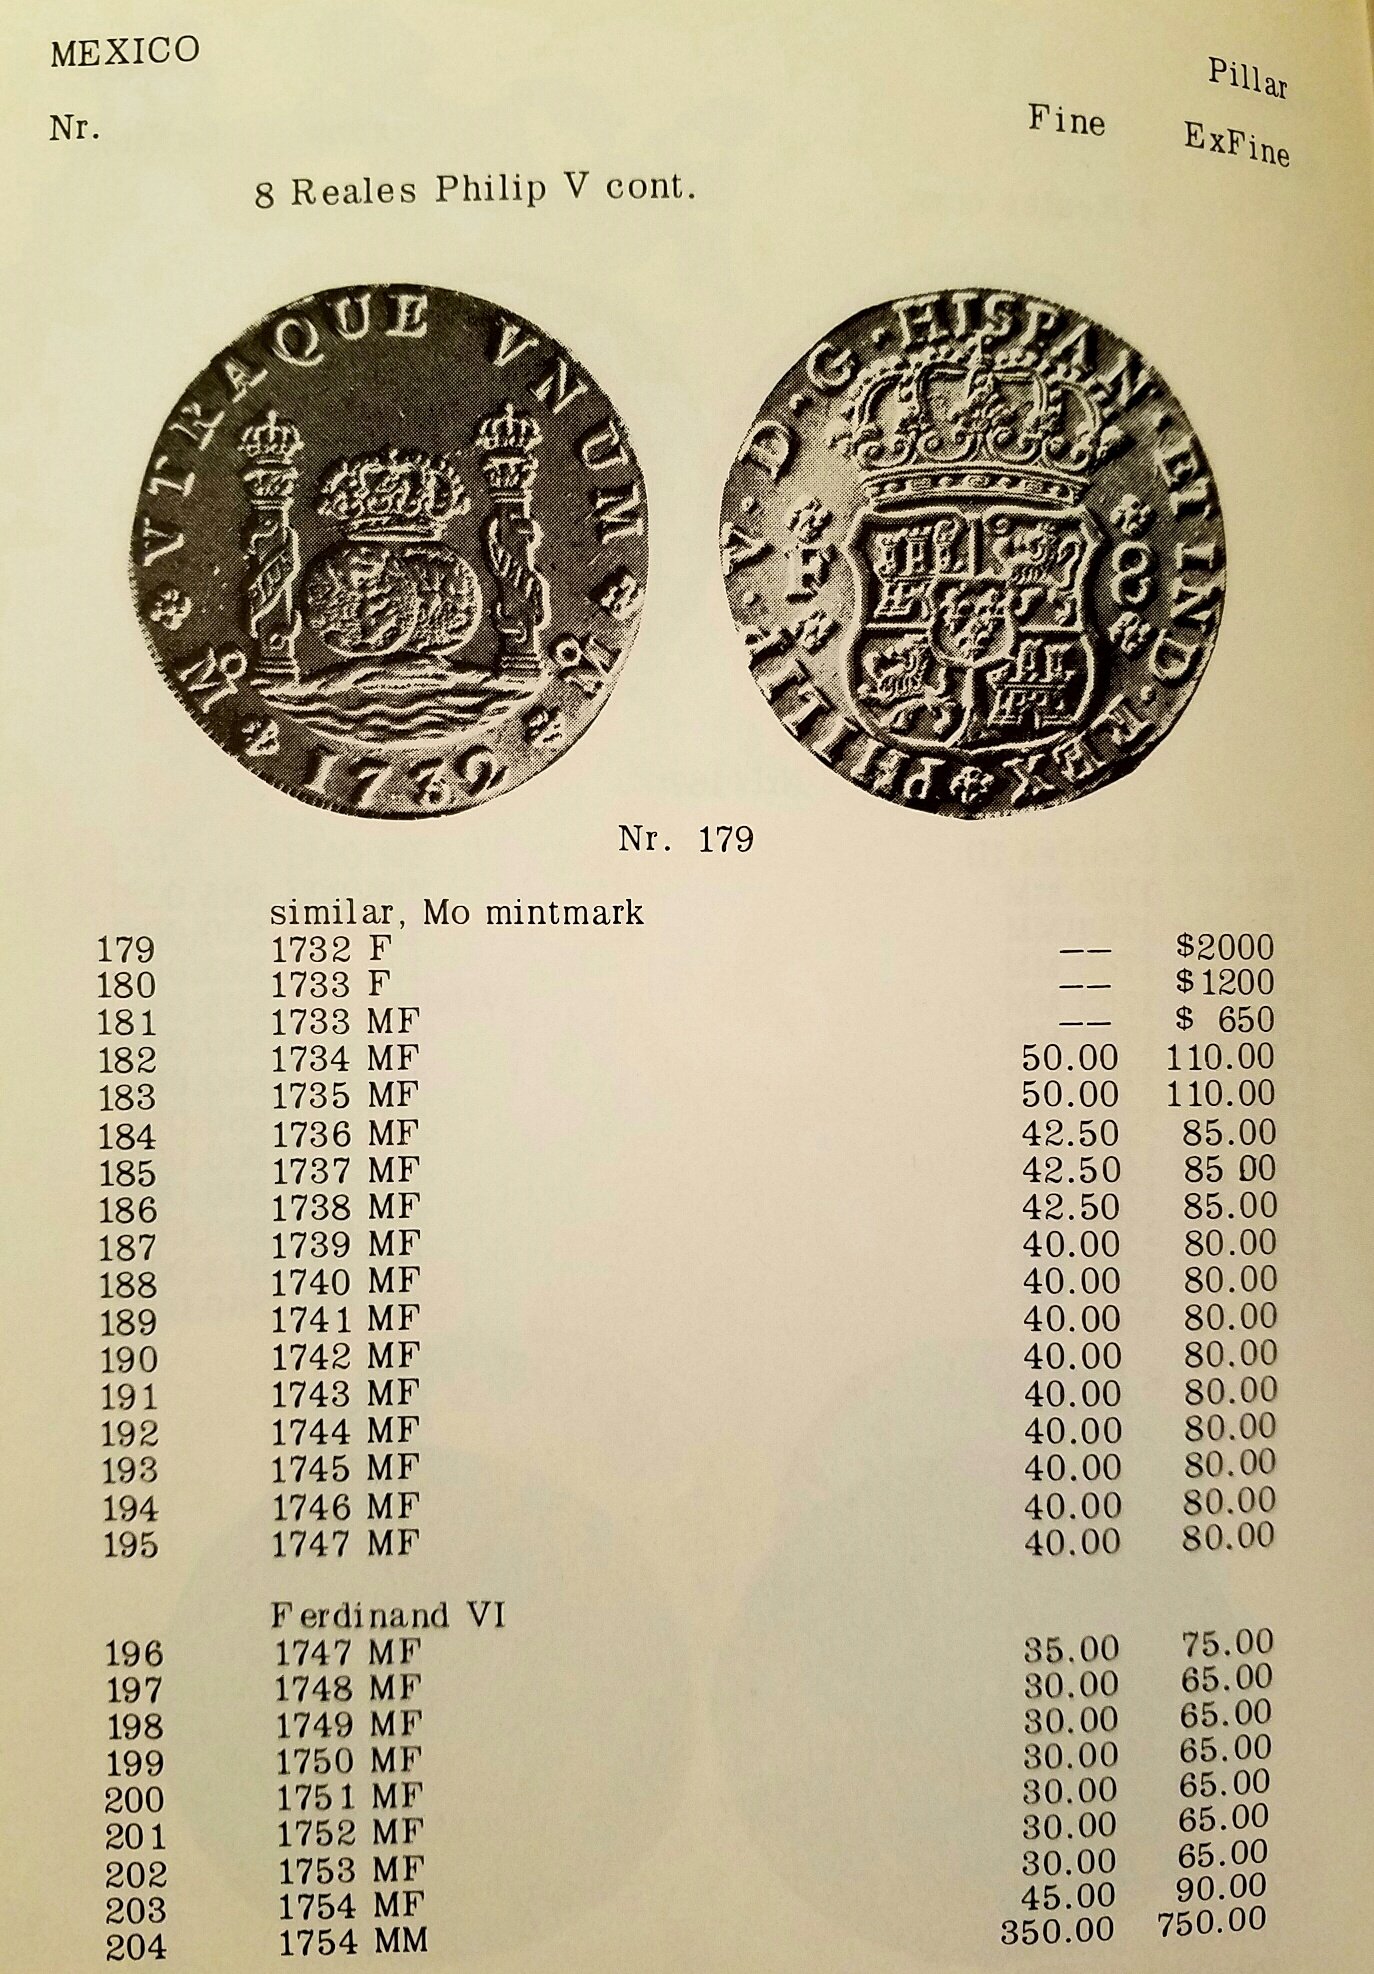 MEXICO
Pillar
Nr.
Fine ExFine
8 Reales Philip V cont.
VTRAQUE VNUM M 1732 M
PHILIP · V · D · G · HISPAN · ET IND · REX
F 8
Nr. 179
similar, Mo mintmark
179 1732 F -- $2000
180 1733 F -- $1200
181 1733 MF -- $ 650
182 1734 MF 50.00 110.00
183 1735 MF 50.00 110.00
184 1736 MF 42.50 85.00
185 1737 MF 42.50 85 00
186 1738 MF 42.50 85.00
187 1739 MF 40.00 80.00
188 1740 MF 40.00 80.00
189 1741 MF 40.00 80.00
190 1742 MF 40.00 80.00
191 1743 MF 40.00 80.00
192 1744 MF 40.00 80.00
193 1745 MF 40.00 80.00
194 1746 MF 40.00 80.00
195 1747 MF 40.00 80.00
Ferdinand VI
196 1747 MF 35.00 75.00
197 1748 MF 30.00 65.00
198 1749 MF 30.00 65.00
199 1750 MF 30.00 65.00
200 1751 MF 30.00 65.00
201 1752 MF 30.00 65.00
202 1753 MF 30.00 65.00
203 1754 MF 45.00 90.00
204 1754 MM 350.00 750.00